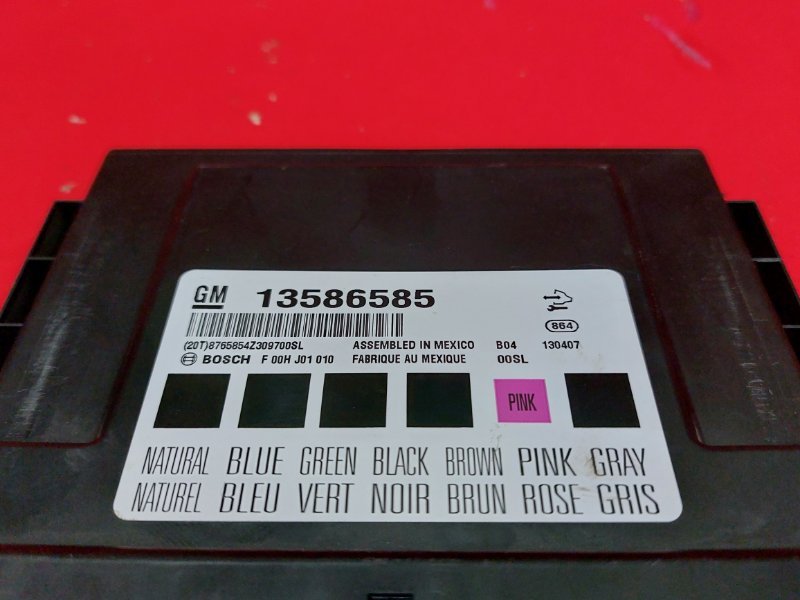 GM 13586585
864
(20T)8765854Z309700SL ASSEMBLED IN MEXICO B04 130407
BOSCH F 00H J01 010 FABRIQUE AU MEXIQUE 00SL
PINK
NATURAL BLUE GREEN BLACK BROWN PINK GRAY
NATUREL BLEU VERT NOIR BRUN ROSE GRIS